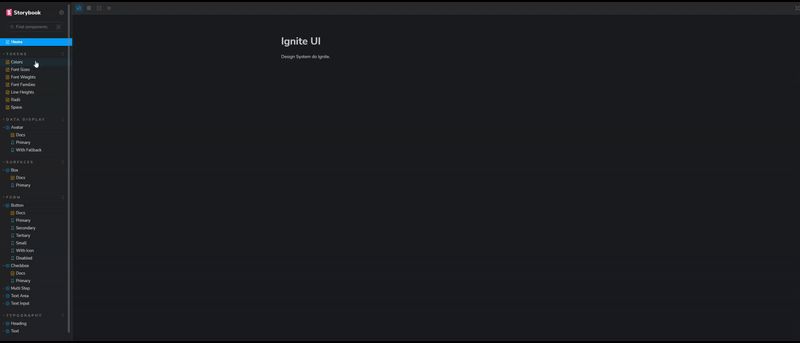 Storybook
Find components
Home
TOKENS
Colors
Font Sizes
Font Weights
Font Families
Line Heights
Radii
Space
DATA DISPLAY
Avatar
Docs
Primary
With Fallback
SURFACES
Box
Docs
Primary
FORM
Button
Docs
Primary
Secondary
Tertiary
Small
With Icon
Disabled
Checkbox
Docs
Primary
Multi Step
Text Area
Text Input
TYPOGRAPHY
Heading
Text
Ignite UI
Design System do Ignite.